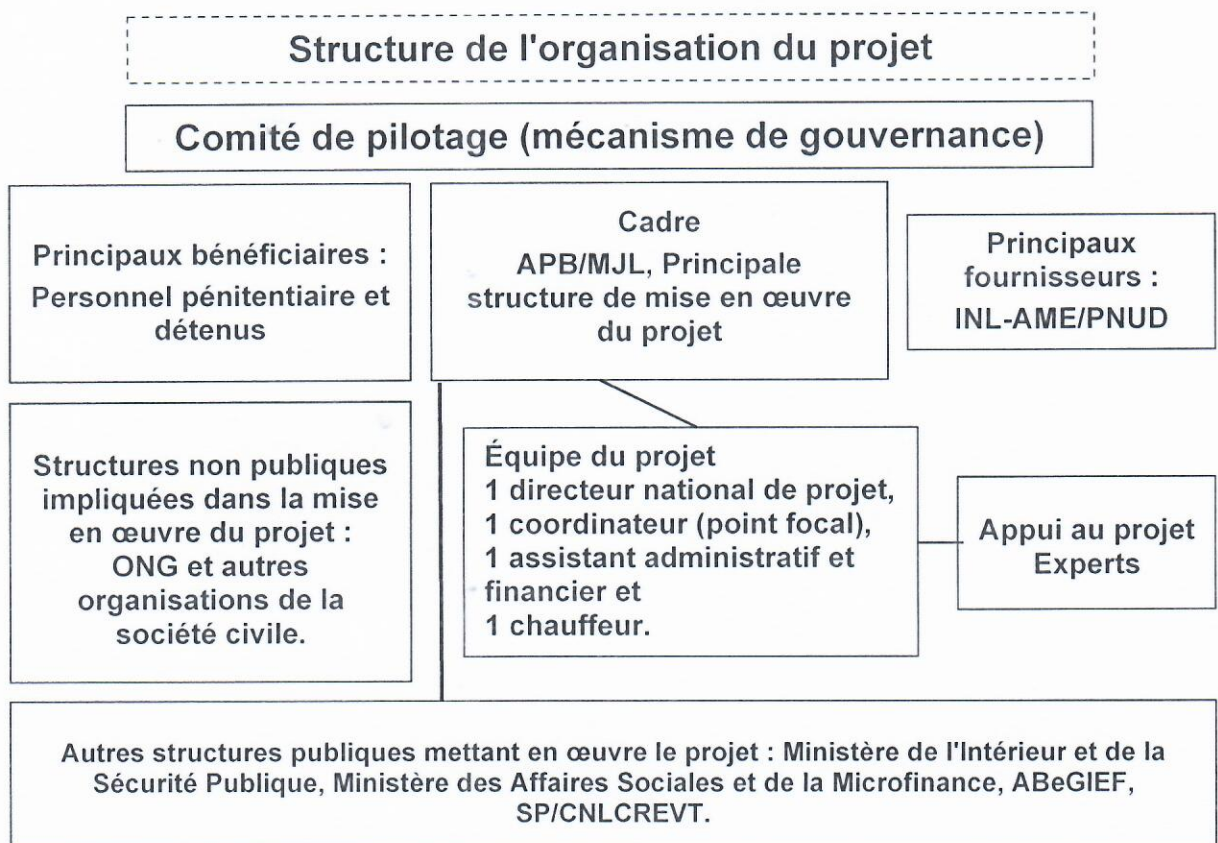 Structure de l'organisation du projet
Comité de pilotage (mécanisme de gouvernance)
Principaux bénéficiaires :
Personnel pénitentiaire et
détenus
Cadre
APB/MJL, Principale
structure de mise en œuvre
du projet
Principaux
fournisseurs :
INL-AME/PNUD
Structures non publiques
impliquées dans la mise
en œuvre du projet :
ONG et autres
organisations de la
société civile.
Équipe du projet
1 directeur national de projet,
1 coordinateur (point focal),
1 assistant administratif et
financier et
1 chauffeur.
Appui au projet
Experts
Autres structures publiques mettant en œuvre le projet : Ministère de l'Intérieur et de la
Sécurité Publique, Ministère des Affaires Sociales et de la Microfinance, ABeGIEF,
SP/CNLCREVT.